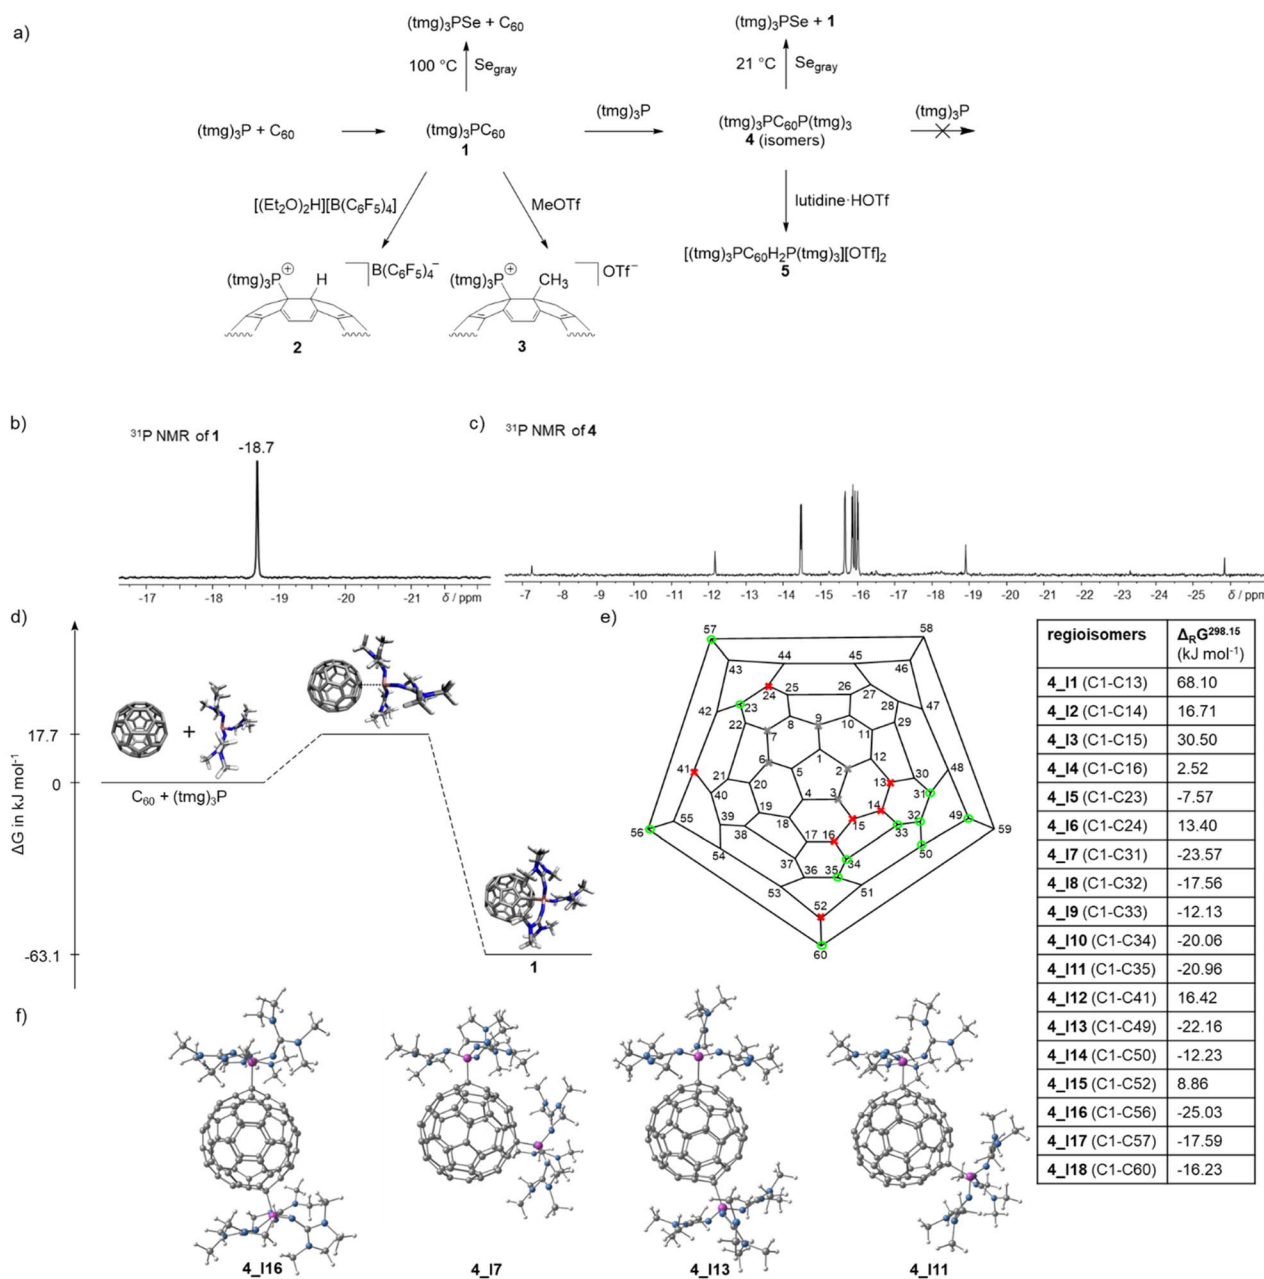 a)
(tmg)₃PSe + C₆₀
(tmg)₃PSe + 1
100 °C Se_gray
21 °C Se_gray
(tmg)₃P + C₆₀
(tmg)₃PC₆₀
1
(tmg)₃P
(tmg)₃PC₆₀P(tmg)₃
4 (isomers)
(tmg)₃P
[(Et₂O)₂H][B(C₆F₅)₄]
MeOTf
lutidine·HOTf
(tmg)₃P⊕ H
B(C₆F₅)₄⁻
(tmg)₃P⊕ CH₃
OTf⁻
[(tmg)₃PC₆₀H₂P(tmg)₃][OTf]₂
5
2
3
b)
³¹P NMR of 1
-18.7
-17 -18 -19 -20 -21 δ / ppm
c)
³¹P NMR of 4
-7 -8 -9 -10 -11 -12 -13 -14 -15 -16 -17 -18 -19 -20 -21 -22 -23 -24 -25 δ / ppm
d)
ΔG in kJ mol⁻¹
17.7
0
-63.1
+
C₆₀ + (tmg)₃P
1
e)
57 58
43 44 45 46
24 25 26 27
42 23 28 47
22 8 9 10 29
7 11
1
41 6 5 2 12 48
21 20 13 30
40 4 3 31
14 32 49
56 55 39 19 15 33 59
38 18 17 16
34 50
54 37 36 35
53 51
52
60
regioisomers ΔRG²⁹⁸·¹⁵
(kJ mol⁻¹)
4_I1 (C1-C13) 68.10
4_I2 (C1-C14) 16.71
4_I3 (C1-C15) 30.50
4_I4 (C1-C16) 2.52
4_I5 (C1-C23) -7.57
4_I6 (C1-C24) 13.40
4_I7 (C1-C31) -23.57
4_I8 (C1-C32) -17.56
4_I9 (C1-C33) -12.13
4_I10 (C1-C34) -20.06
4_I11 (C1-C35) -20.96
4_I12 (C1-C41) 16.42
4_I13 (C1-C49) -22.16
4_I14 (C1-C50) -12.23
4_I15 (C1-C52) 8.86
4_I16 (C1-C56) -25.03
4_I17 (C1-C57) -17.59
4_I18 (C1-C60) -16.23
f)
4_I16
4_I7
4_I13
4_I11